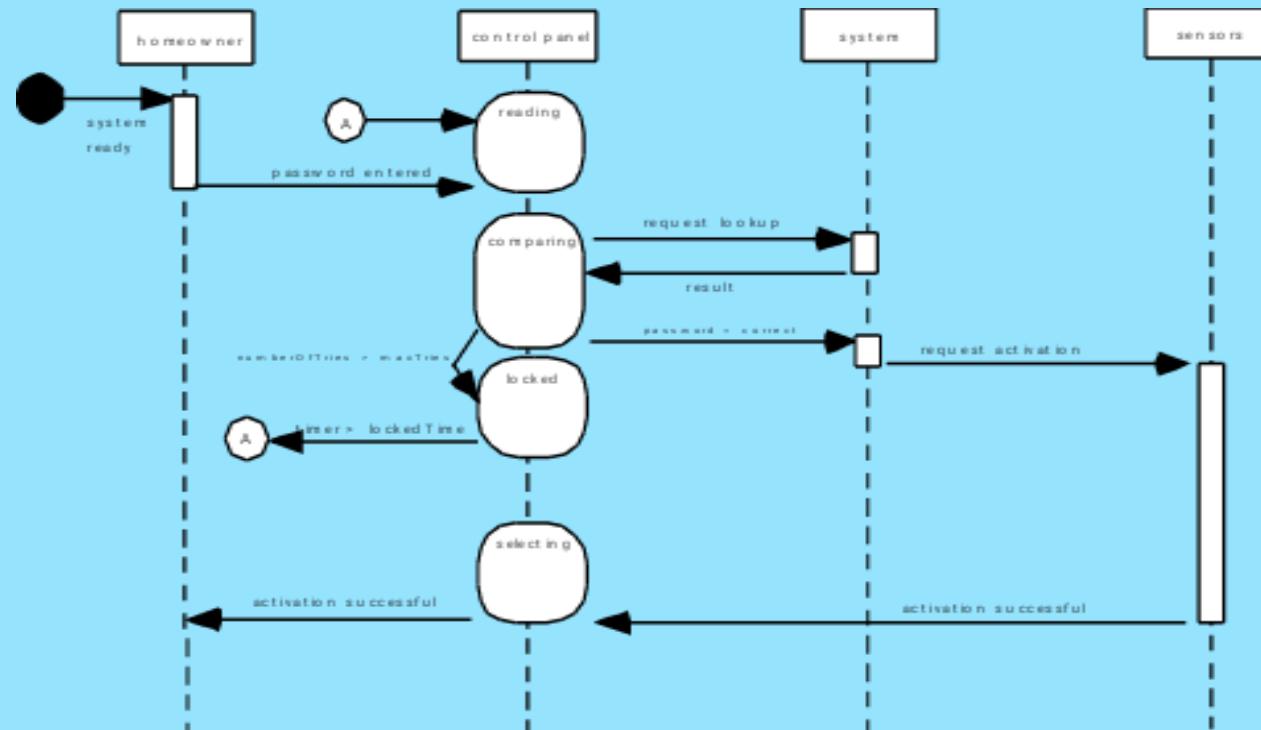 homeowner
control panel
system
sensors
reading
A
system
ready
password entered
request lookup
comparing
result
password = correct
numberOfTries > maxTries
request activation
locked
timer > lockedTime
A
selecting
activation successful
activation successful